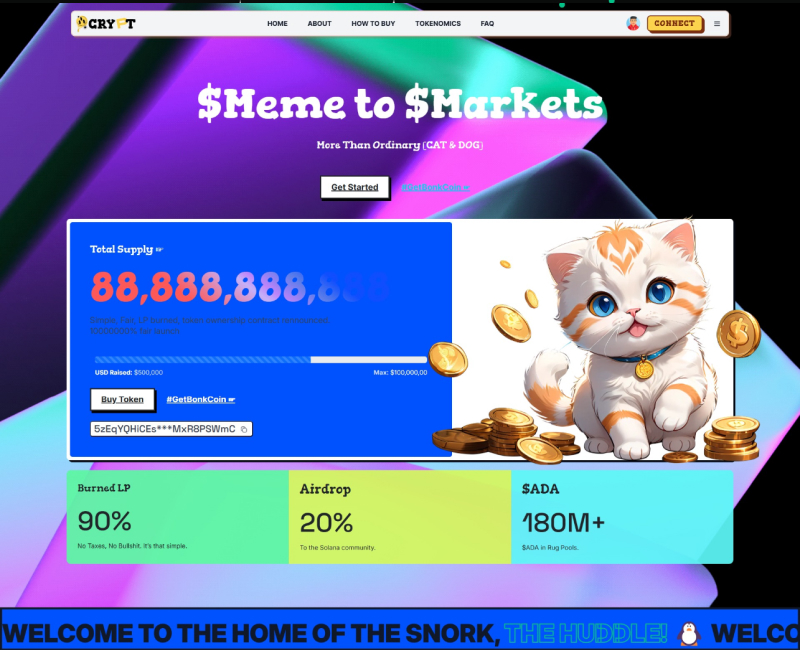 CRYPT
HOME
ABOUT
HOW TO BUY
TOKENOMICS
FAQ
CONNECT
$Meme to $Markets
More Than Ordinary (CAT & DOG)
Get Started
#GetBonkCoin
Total Supply
88,888,888,888
Buy Token
#GetBonkCoin
USD Raised: $500,000
Max: $100,000,00
5zEqYQHiCEs***MxR8PSWmC
Burned LP
90%
No Taxes, No Bullshit. It's that simple.
Airdrop
20%
To the Solana community.
$ADA
180M+
$ADA in Rug Pools.
WELCOME TO THE HOME OF THE SNORK, THE HUDDLE! WELCO